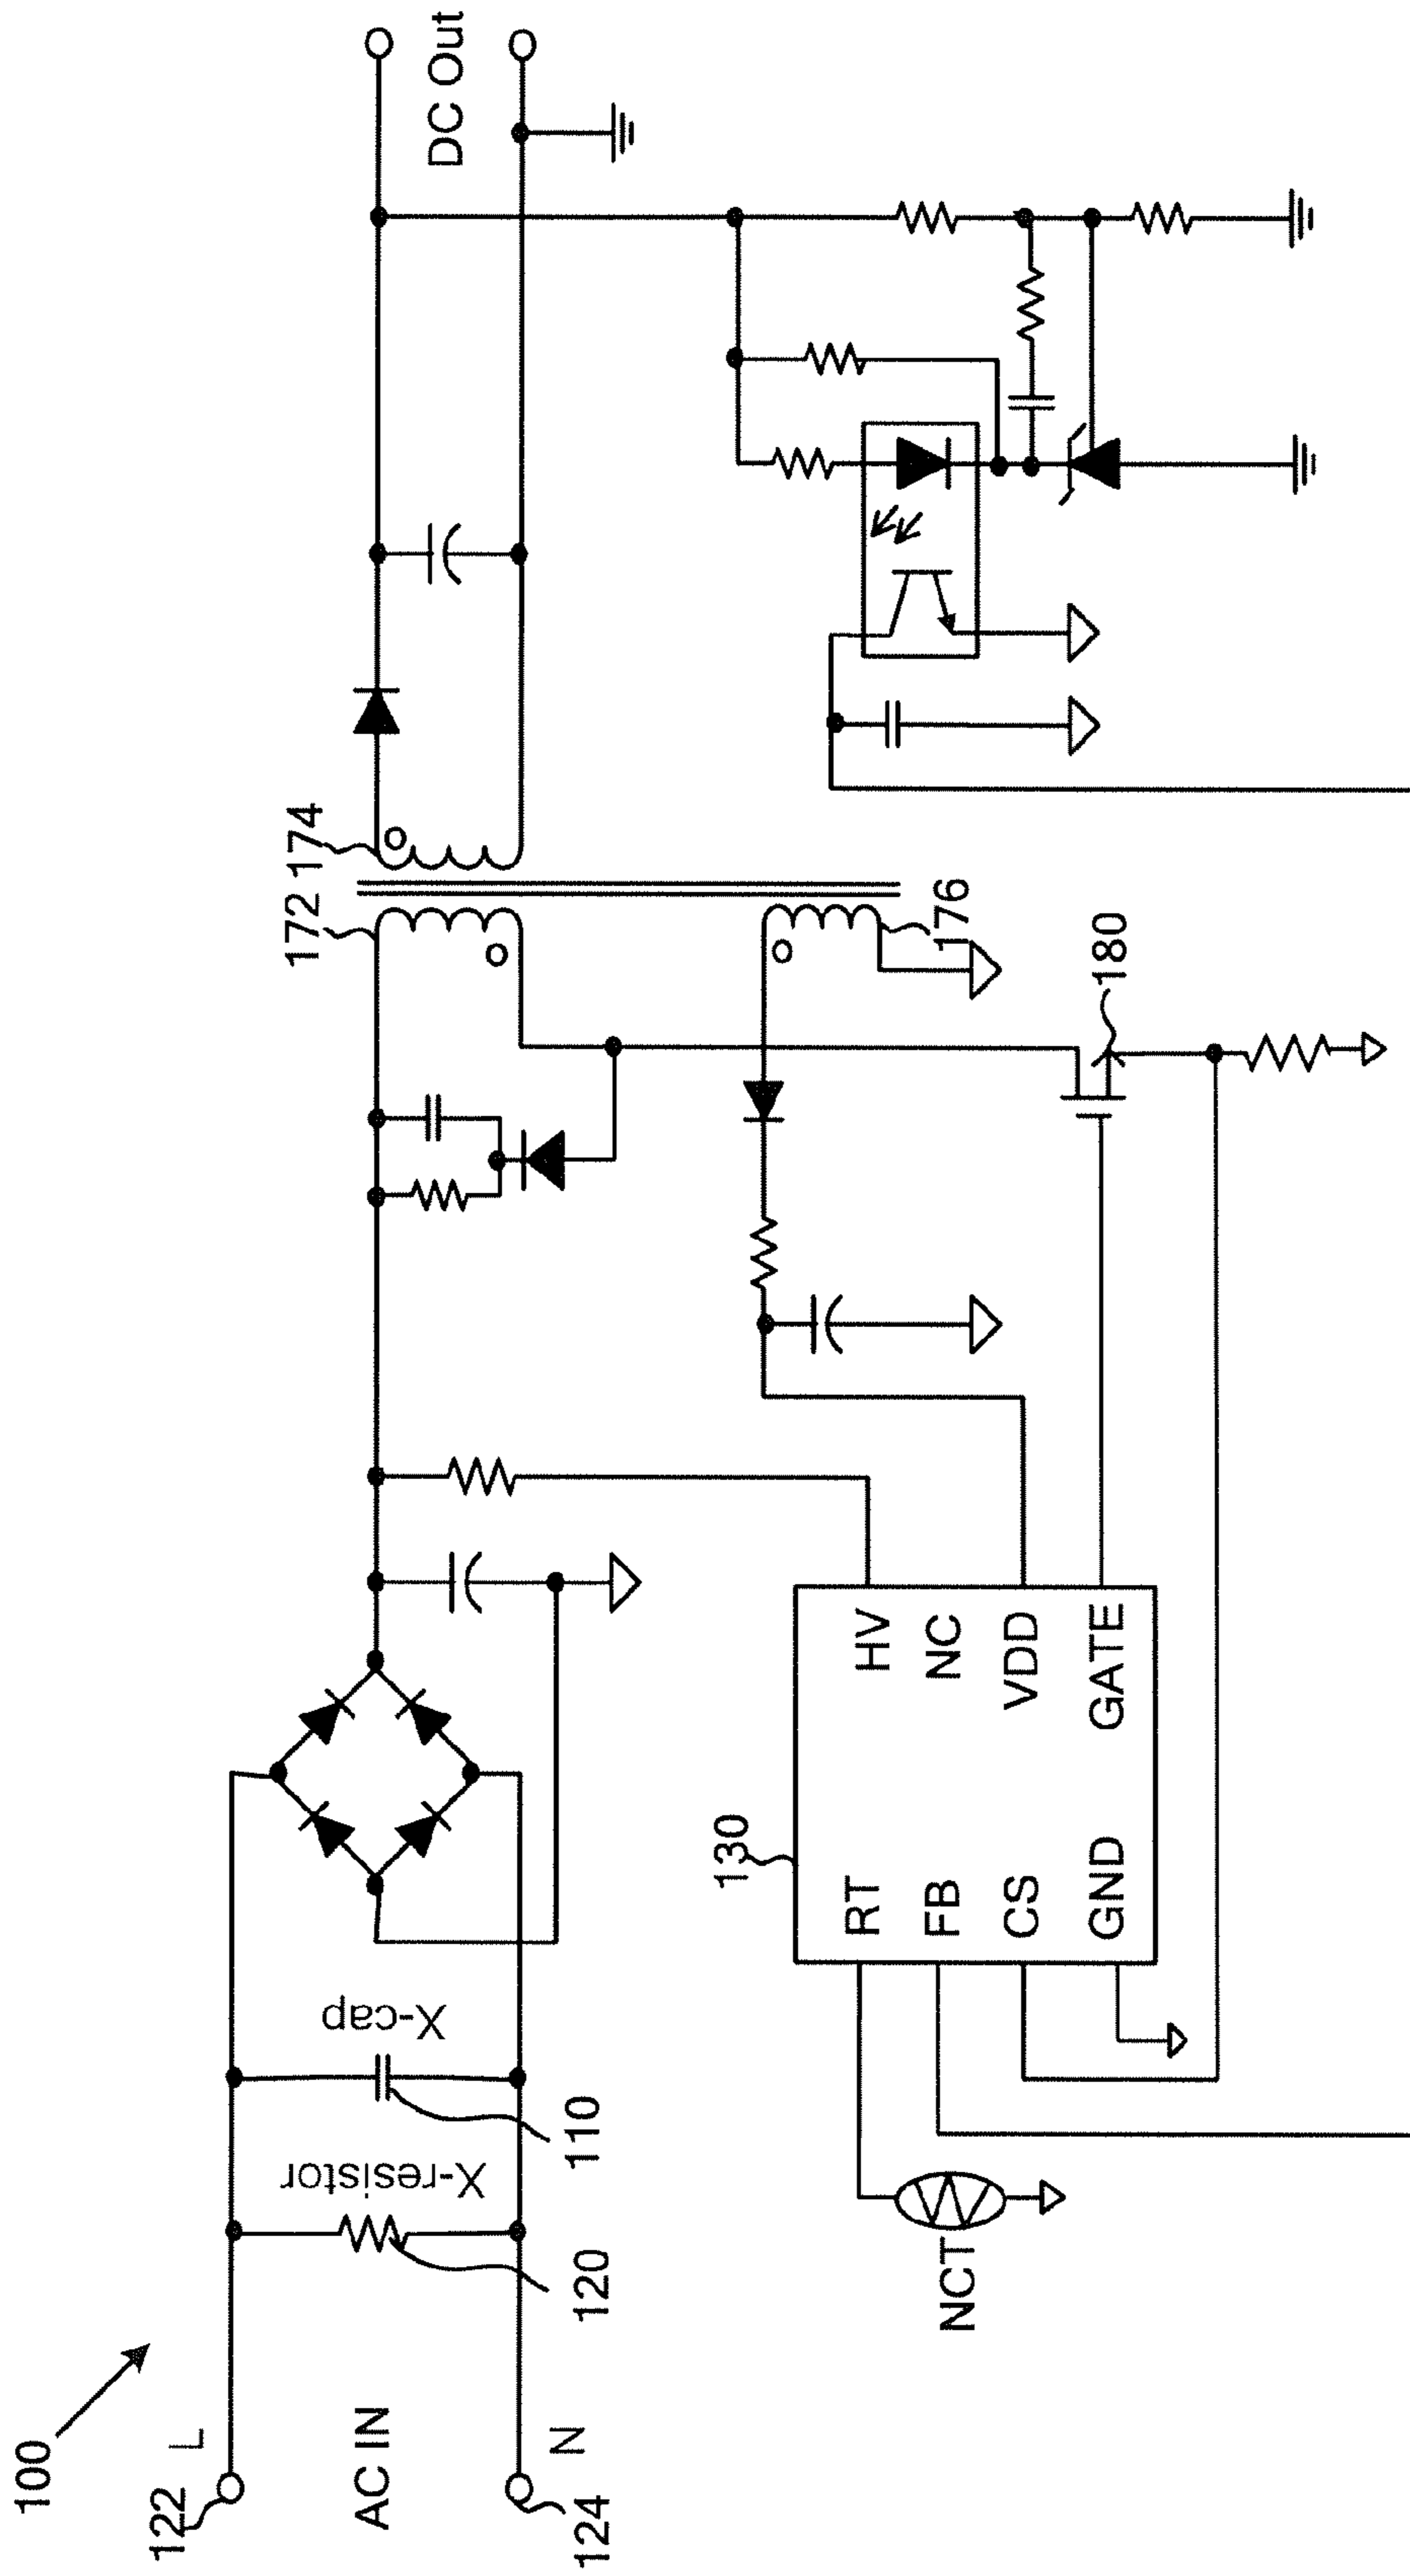 100
122
L
AC IN
N
124
X-resistor
120
X-cap
110
172
174
176
DC Out
130
RT
FB
CS
GND
HV
NC
VDD
GATE
180
NCT